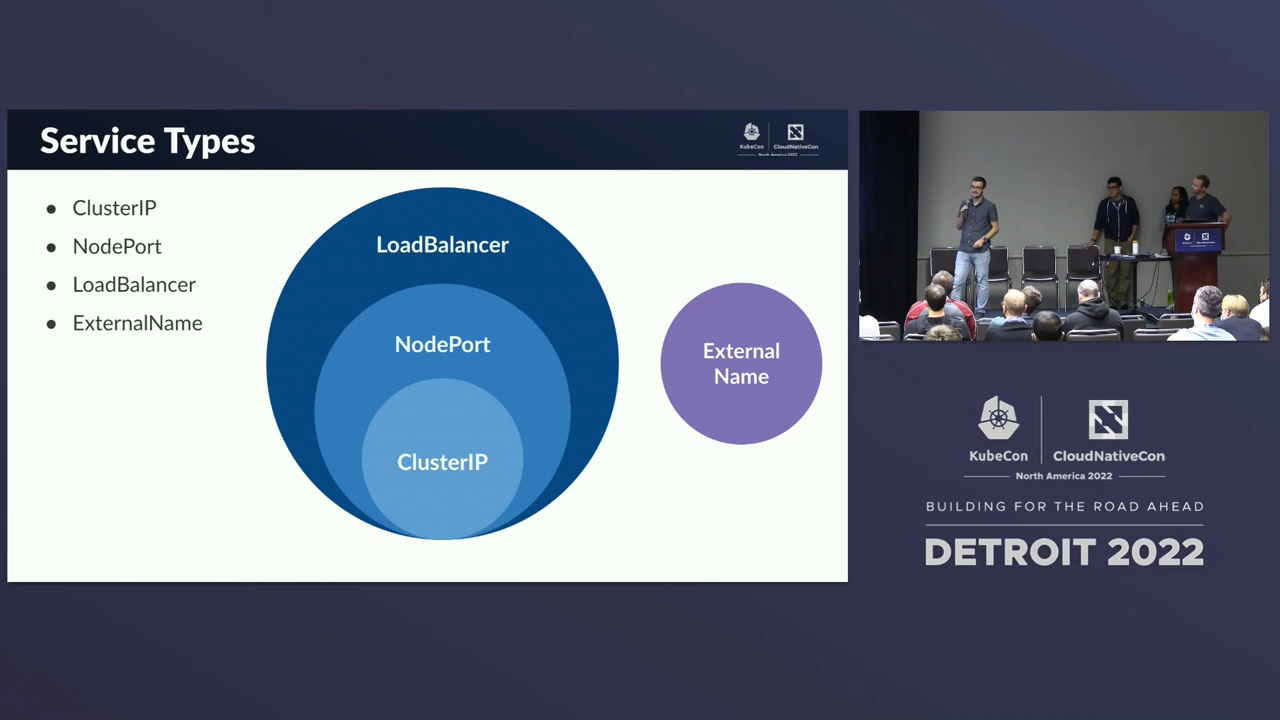 Service Types
KubeCon
CloudNativeCon
North America 2022
ClusterIP
NodePort
LoadBalancer
ExternalName
LoadBalancer
NodePort
ClusterIP
External
Name
KubeCon
CloudNativeCon
North America 2022
BUILDING FOR THE ROAD AHEAD
DETROIT 2022